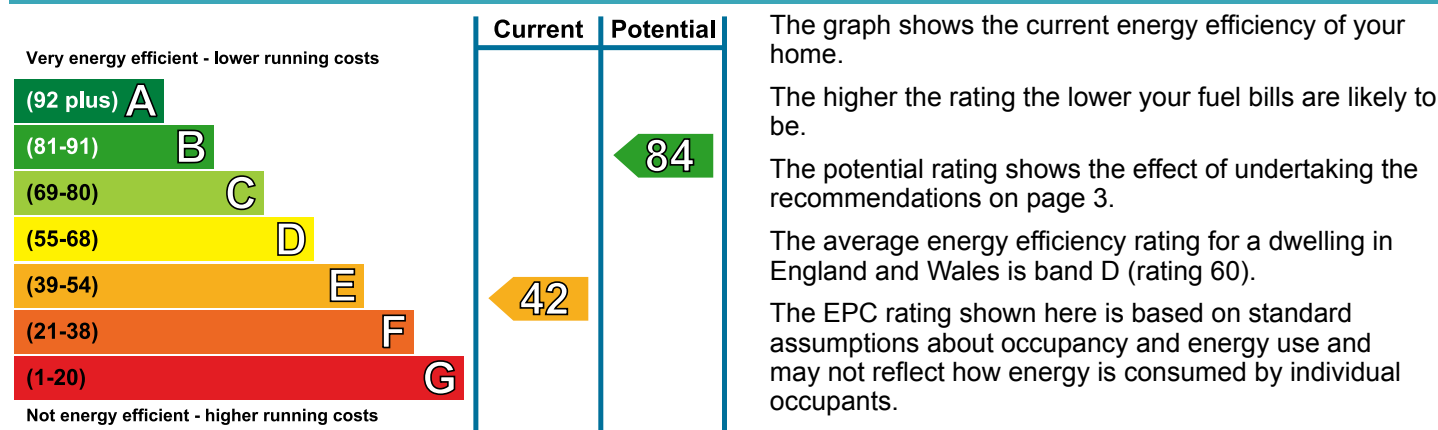 Current Potential
Very energy efficient - lower running costs
(92 plus) A
(81-91) B
84
(69-80) C
(55-68) D
(39-54) E
42
(21-38) F
(1-20) G
Not energy efficient - higher running costs
The graph shows the current energy efficiency of your
home.
The higher the rating the lower your fuel bills are likely to
be.
The potential rating shows the effect of undertaking the
recommendations on page 3.
The average energy efficiency rating for a dwelling in
England and Wales is band D (rating 60).
The EPC rating shown here is based on standard
assumptions about occupancy and energy use and
may not reflect how energy is consumed by individual
occupants.